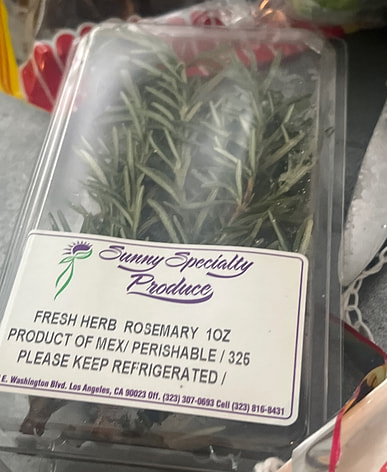 Sunny Specialty
Produce
FRESH HERB ROSEMARY 1OZ
PRODUCT OF MEX/ PERISHABLE / 325
PLEASE KEEP REFRIGERATED /
E. Washington Blvd. Los Angeles, CA 90023 Off. (323) 307-0693 Cell (323) 816-8431